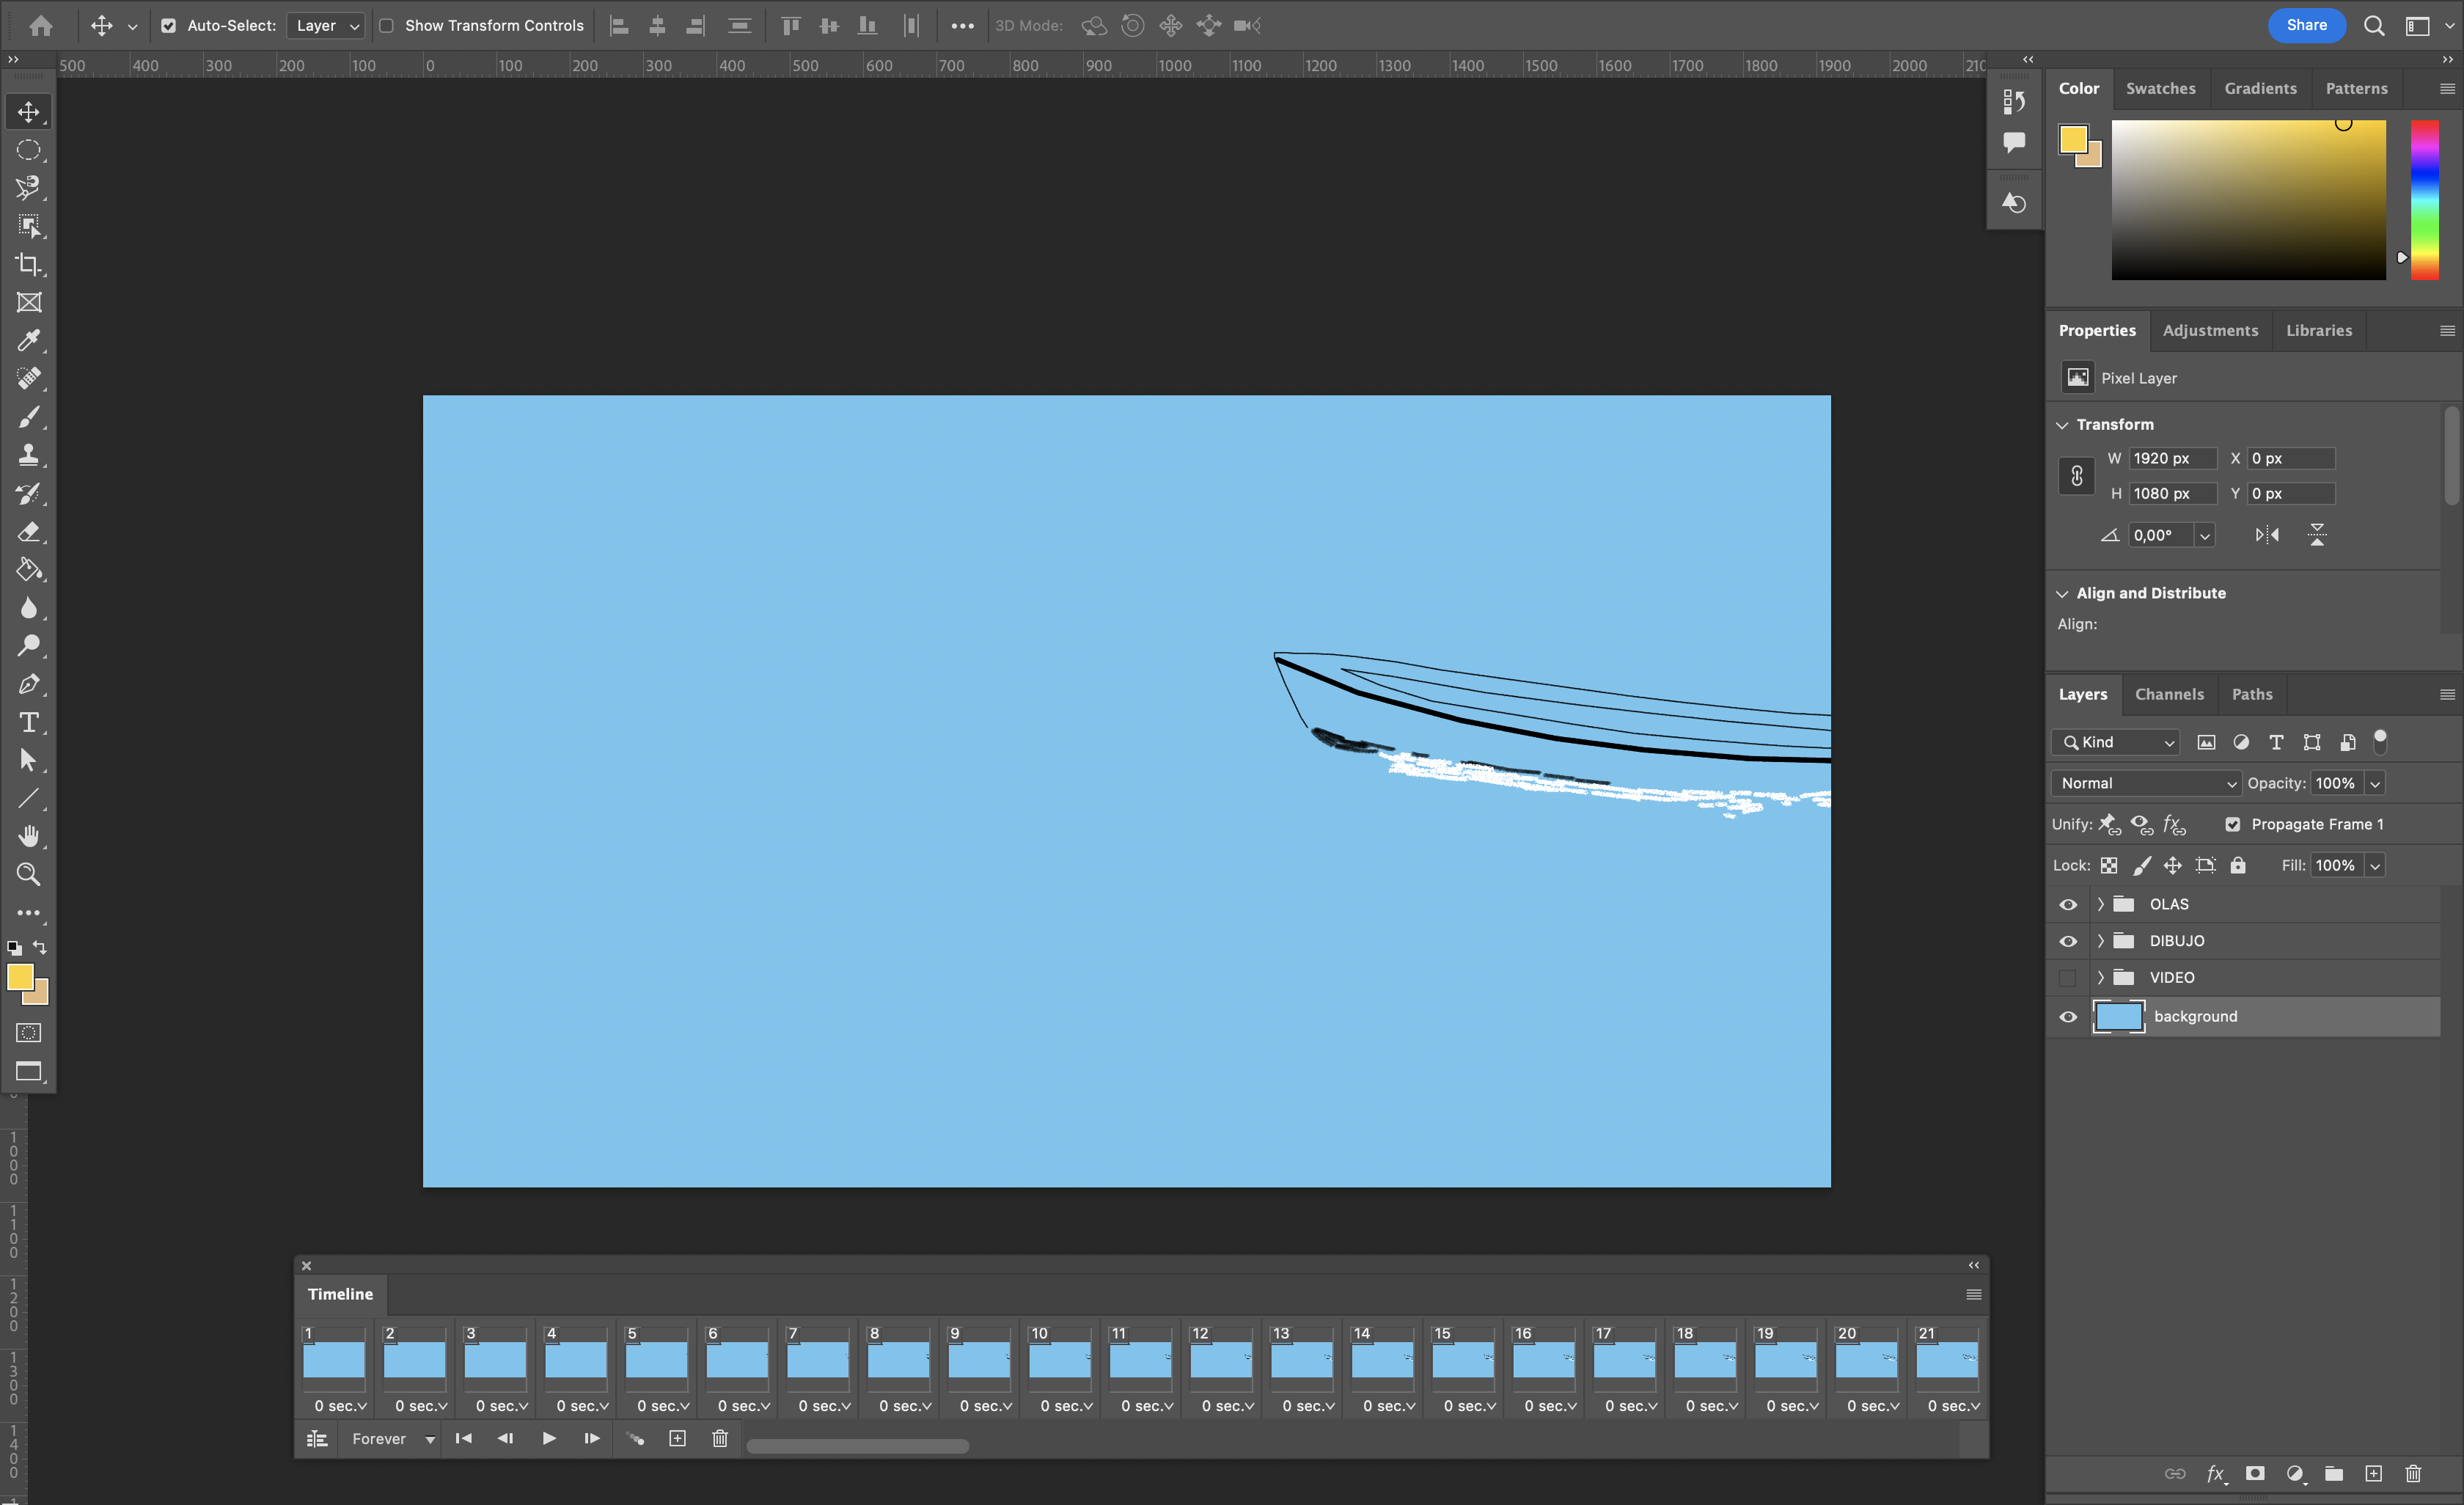 Auto-Select: Layer Show Transform Controls 3D Mode: Share
500 400 300 200 100 0 100 200 300 400 500 600 700 800 900 1000 1100 1200 1300 1400 1500 1600 1700 1800 1900 2000 210
Color Swatches Gradients Patterns
Properties Adjustments Libraries
Pixel Layer
Transform
W 1920 px X 0 px
H 1080 px Y 0 px
0,00°
Align and Distribute
Align:
Layers Channels Paths
Kind
Normal Opacity: 100%
Unify: Propagate Frame 1
Lock: Fill: 100%
OLAS
DIBUJO
VIDEO
background
1000
1100
1200
1300
1400
Timeline
1 2 3 4 5 6 7 8 9 10 11 12 13 14 15 16 17 18 19 20 21
0 sec. 0 sec. 0 sec. 0 sec. 0 sec. 0 sec. 0 sec. 0 sec. 0 sec. 0 sec. 0 sec. 0 sec. 0 sec. 0 sec. 0 sec. 0 sec. 0 sec. 0 sec. 0 sec. 0 sec. 0 sec.
Forever
fx